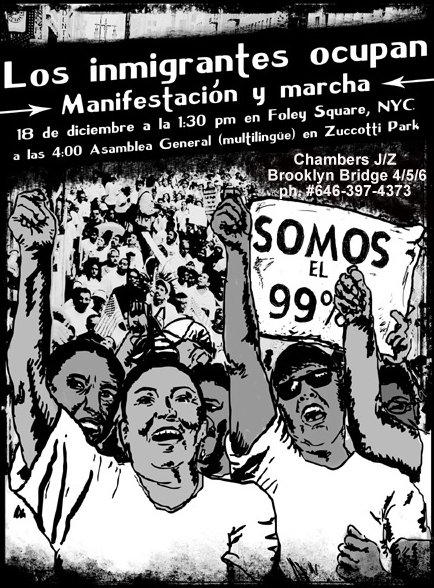 Los inmigrantes ocupan
Manifestación y marcha
18 de diciembre a la 1:30 pm en Foley Square, NYC
a las 4:00 Asamblea General (multilingüe) en Zuccotti Park
Chambers J/Z
Brooklyn Bridge 4/5/6
ph. #646-397-4373
SOMOS
EL
99%